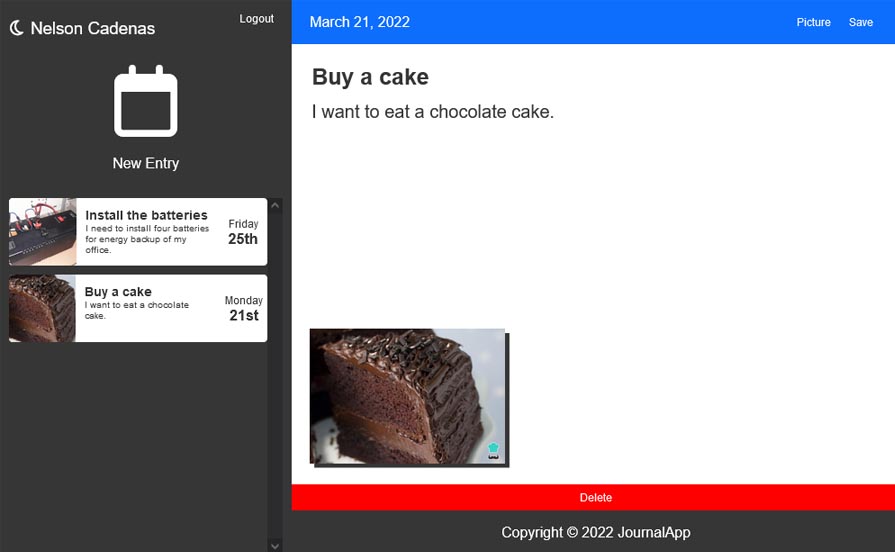 Nelson Cadenas
Logout
New Entry
Install the batteries
I need to install four batteries
for energy backup of my
office.
Friday
25th
Buy a cake
I want to eat a chocolate
cake.
Monday
21st
March 21, 2022
Picture
Save
Buy a cake
I want to eat a chocolate cake.
Delete
Copyright © 2022 JournalApp